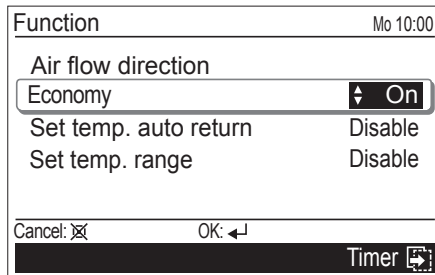 Function Mo 10:00
Air flow direction
Economy On
Set temp. auto return Disable
Set temp. range Disable
Cancel: OK:
Timer